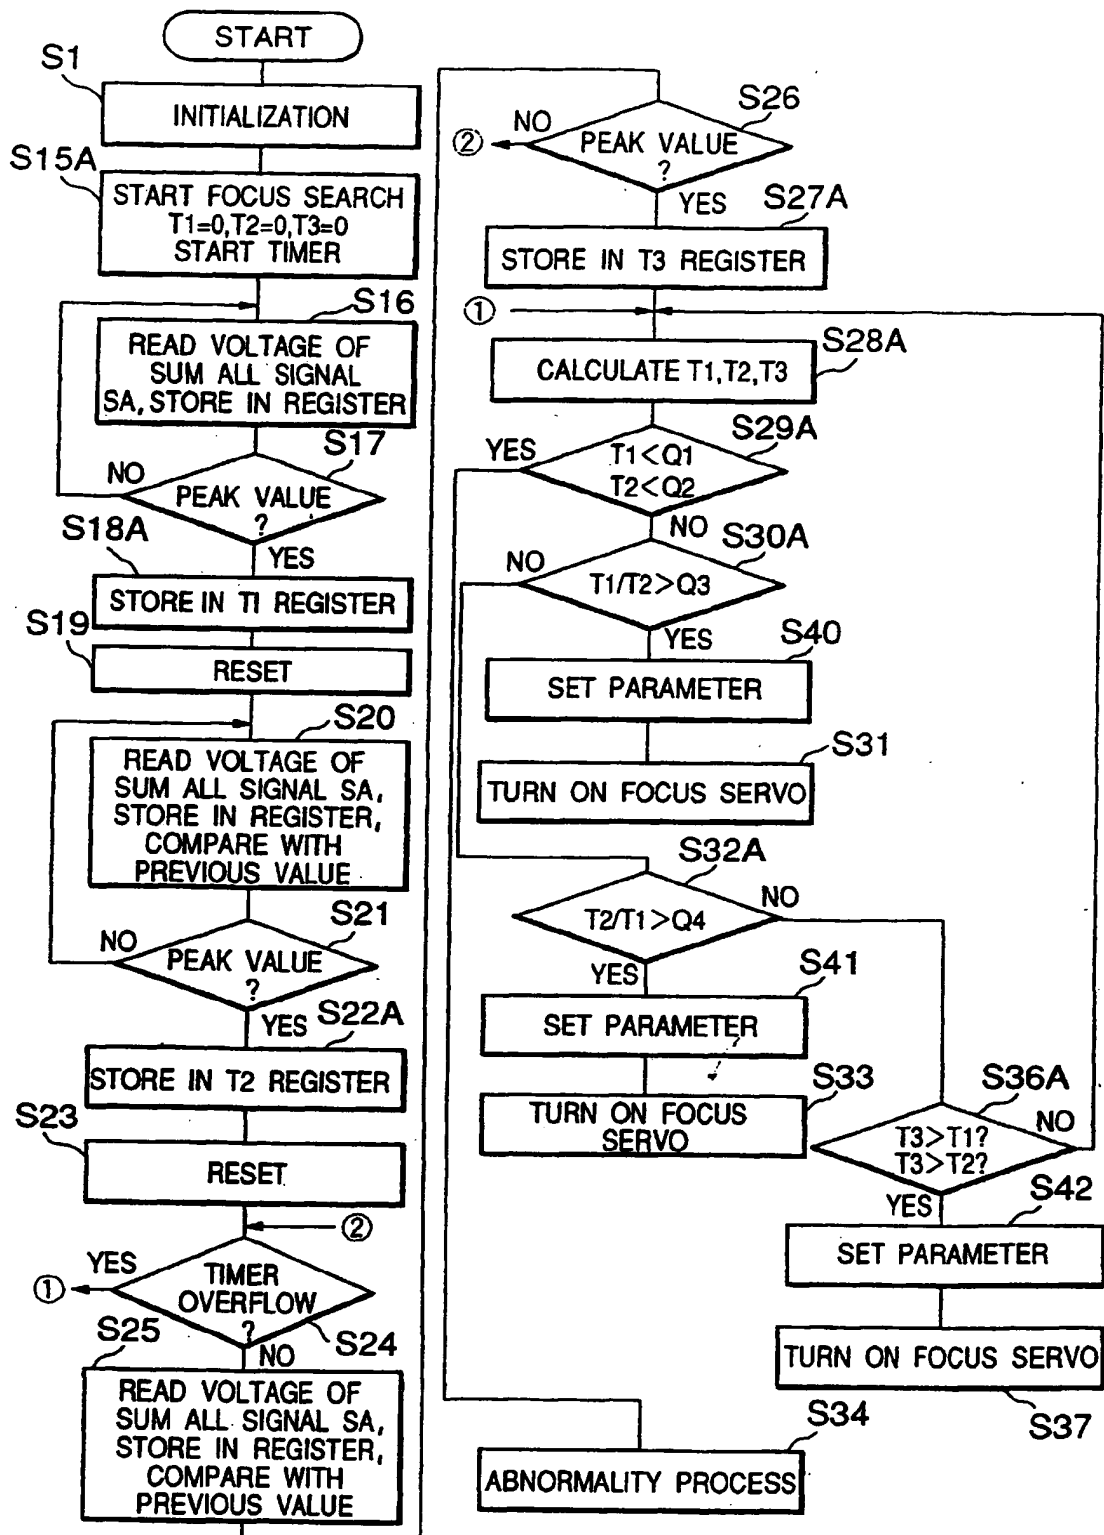 START
S1
INITIALIZATION
S15A
START FOCUS SEARCH
T1=0,T2=0,T3=0
START TIMER
S16
READ VOLTAGE OF
SUM ALL SIGNAL
SA, STORE IN REGISTER
S17
NO
PEAK VALUE
?
YES
S18A
STORE IN T1 REGISTER
S19
RESET
S20
READ VOLTAGE OF
SUM ALL SIGNAL SA,
STORE IN REGISTER,
COMPARE WITH
PREVIOUS VALUE
S21
NO
PEAK VALUE
?
YES
S22A
STORE IN T2 REGISTER
S23
RESET
②
YES
①
TIMER
OVERFLOW
?
S24
NO
S25
READ VOLTAGE OF
SUM ALL SIGNAL SA,
STORE IN REGISTER,
COMPARE WITH
PREVIOUS VALUE
S26
NO
②
PEAK VALUE
?
YES
S27A
STORE IN T3 REGISTER
①
S28A
CALCULATE T1,T2,T3
S29A
YES
T1<Q1
T2<Q2
NO
S30A
NO
T1/T2>Q3
YES
S40
SET PARAMETER
S31
TURN ON FOCUS SERVO
S32A
NO
T2/T1>Q4
YES
S41
SET PARAMETER
S33
TURN ON FOCUS
SERVO
S36A
NO
T3>T1?
T3>T2?
YES
S42
SET PARAMETER
TURN ON FOCUS SERVO
S37
S34
ABNORMALITY PROCESS